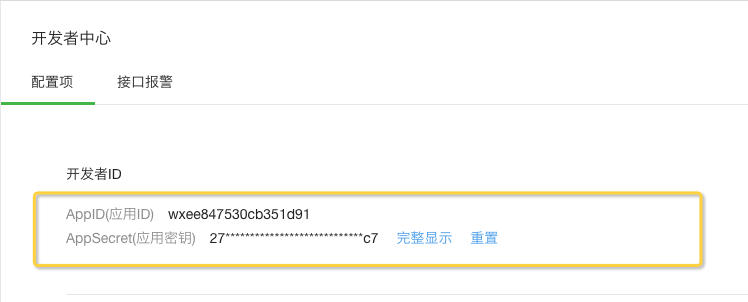 开发者中心
配置项 接口报警
开发者ID
AppID(应用ID) wxee847530cb351d91
AppSecret(应用密钥) 27****************************c7 完整显示 重置